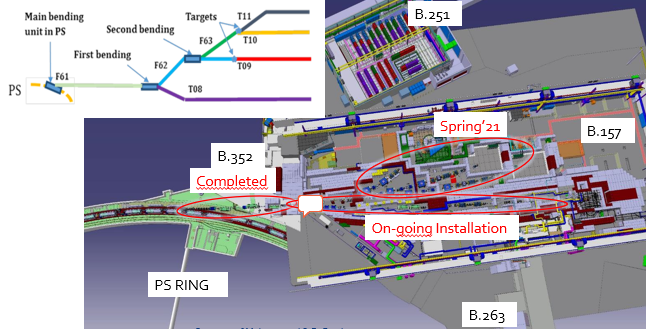 Main bending
unit in PS
Second bending
Targets
T11
T10
First bending
F63
F61
F62
T09
PS
T08
B.251
Spring'21
B.157
B.352
Completed
On-going Installation
PS RING
B.263